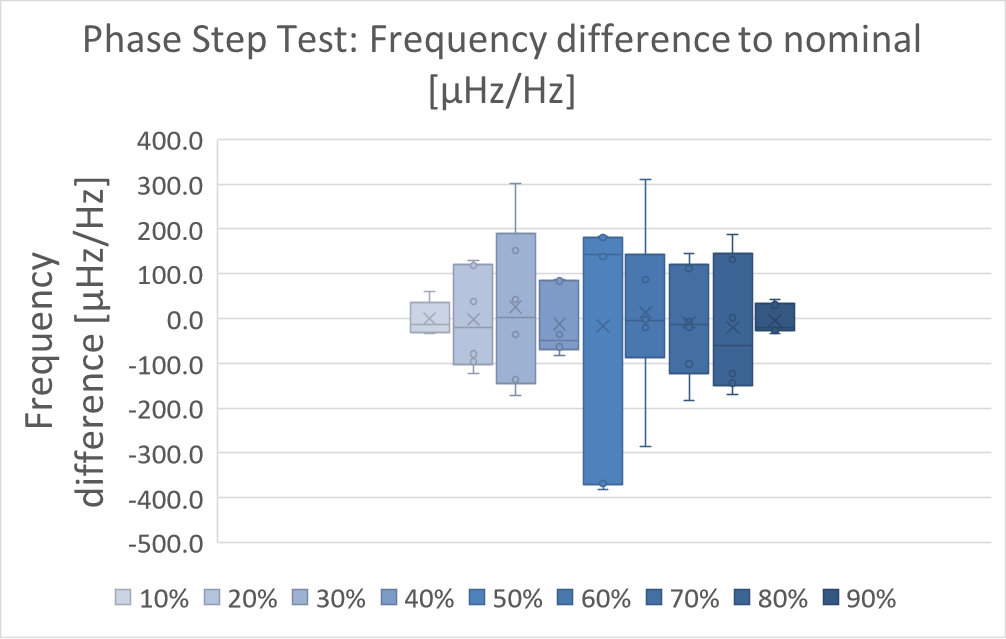 Phase Step Test: Frequency difference to nominal
[µHz/Hz]
Frequency
difference [µHz/Hz]
400.0
300.0
200.0
100.0
0.0
-100.0
-200.0
-300.0
-400.0
-500.0
10% 20% 30% 40% 50% 60% 70% 80% 90%